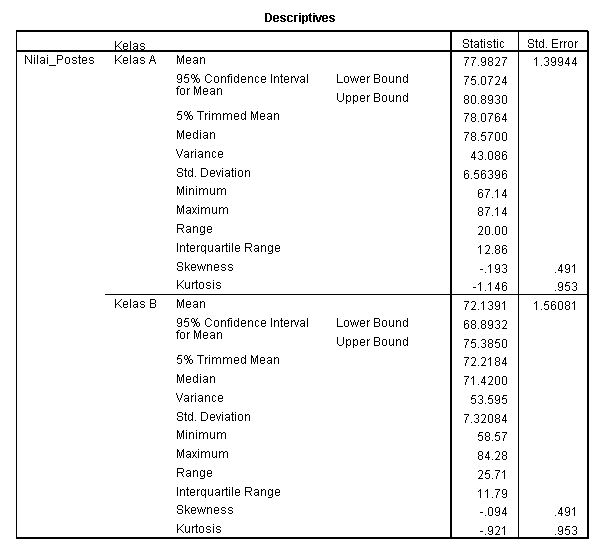 Descriptives
Kelas Statistic Std. Error
Nilai_Postes Kelas A Mean 77.9827 1.39944
95% Confidence Interval for Mean Lower Bound 75.0724
Upper Bound 80.8930
5% Trimmed Mean 78.0764
Median 78.5700
Variance 43.086
Std. Deviation 6.56396
Minimum 67.14
Maximum 87.14
Range 20.00
Interquartile Range 12.86
Skewness -.193 .491
Kurtosis -1.146 .953
Kelas B Mean 72.1391 1.56081
95% Confidence Interval for Mean Lower Bound 68.8932
Upper Bound 75.3850
5% Trimmed Mean 72.2184
Median 71.4200
Variance 53.595
Std. Deviation 7.32084
Minimum 58.57
Maximum 84.28
Range 25.71
Interquartile Range 11.79
Skewness -.094 .491
Kurtosis -.921 .953